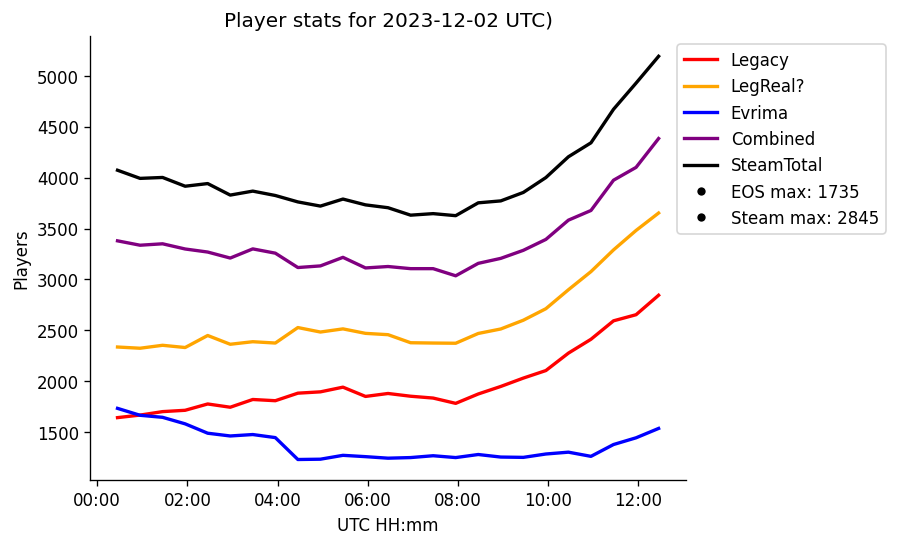 Player stats for 2023-12-02 UTC)
Players
5000
4500
4000
3500
3000
2500
2000
1500
00:00 02:00 04:00 06:00 08:00 10:00 12:00
UTC HH:mm
Legacy
LegReal?
Evrima
Combined
SteamTotal
EOS max: 1735
Steam max: 2845